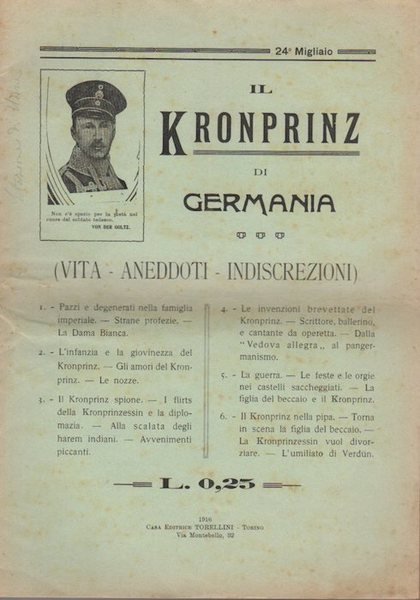 24° Migliaio
IL
KRONPRINZ
DI
GERMANIA
Non c'è spazio per la pietà nel
cuore del soldato tedesco.
VON DER GOLTZ.
(VITA - ANEDDOTI - INDISCREZIONI)
1. - Pazzi e degenerati nella famiglia
imperiale. — Strane profezie. —
La Dama Bianca.
2. - L'infanzia e la giovinezza del
Kronprinz. — Gli amori del Kron-
prinz. — Le nozze.
3. - Il Kronprinz spione. — I flirts
della Kronprinzessin e la diplo-
mazia. — Alla scalata degli
harem indiani. — Avvenimenti
piccanti.
4. - Le invenzioni brevettate del
Kronprinz. — Scrittore, ballerino,
e cantante da operetta. — Dalla
"Vedova allegra„ al panger-
manismo.
5. - La guerra. — Le feste e le orgie
nei castelli saccheggiati. — La
figlia del beccaio e il Kronprinz.
6. - Il Kronprinz nella pipa. — Torna
in scena la figlia del beccaio. —
La Kronprinzessin vuol divor-
ziare. — L'umiliato di Verdun.
L. 0,25
1916
CASA EDITRICE TORELLINI - TORINO
Via Montebello, 32